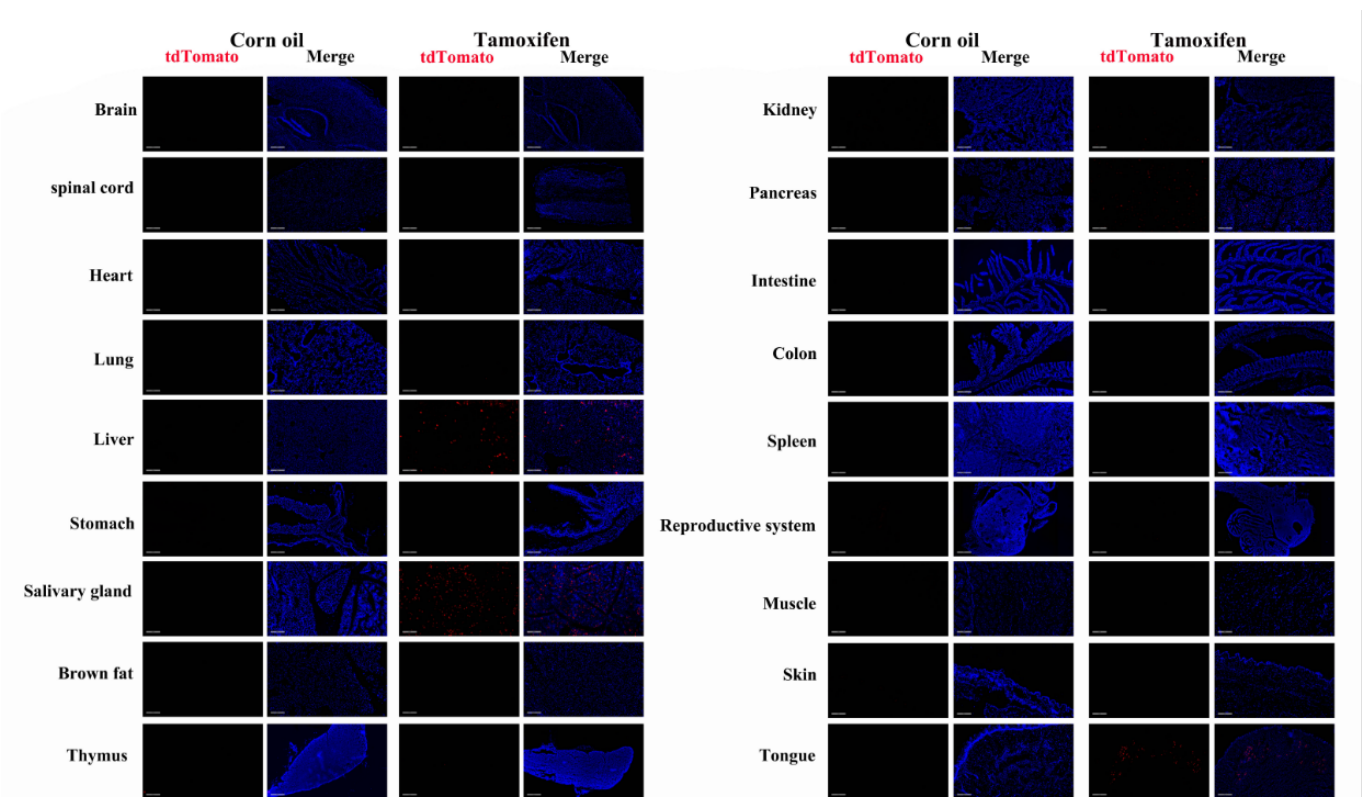 Corn oil Tamoxifen
tdTomato Merge tdTomato Merge
Brain
spinal cord
Heart
Lung
Liver
Stomach
Salivary gland
Brown fat
Thymus
Corn oil Tamoxifen
tdTomato Merge tdTomato Merge
Kidney
Pancreas
Intestine
Colon
Spleen
Reproductive system
Muscle
Skin
Tongue